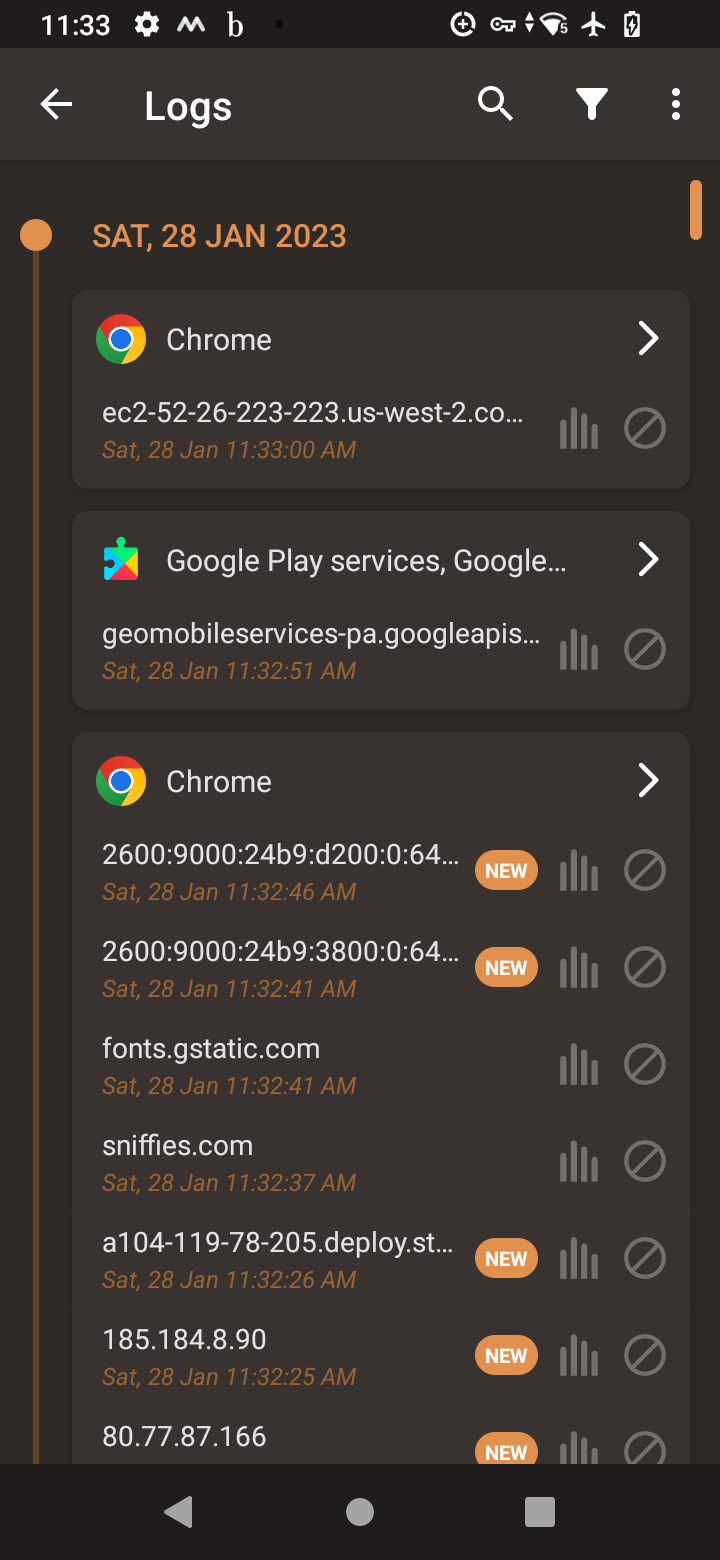 11:33
b
5
Logs
SAT, 28 JAN 2023
Chrome
ec2-52-26-223-223.us-west-2.co...
Sat, 28 Jan 11:33:00 AM
Google Play services, Google...
geomobileservices-pa.googleapis...
Sat, 28 Jan 11:32:51 AM
Chrome
2600:9000:24b9:d200:0:64... NEW
Sat, 28 Jan 11:32:46 AM
2600:9000:24b9:3800:0:64... NEW
Sat, 28 Jan 11:32:41 AM
fonts.gstatic.com
Sat, 28 Jan 11:32:41 AM
sniffies.com
Sat, 28 Jan 11:32:37 AM
a104-119-78-205.deploy.st... NEW
Sat, 28 Jan 11:32:26 AM
185.184.8.90 NEW
Sat, 28 Jan 11:32:25 AM
80.77.87.166 NEW